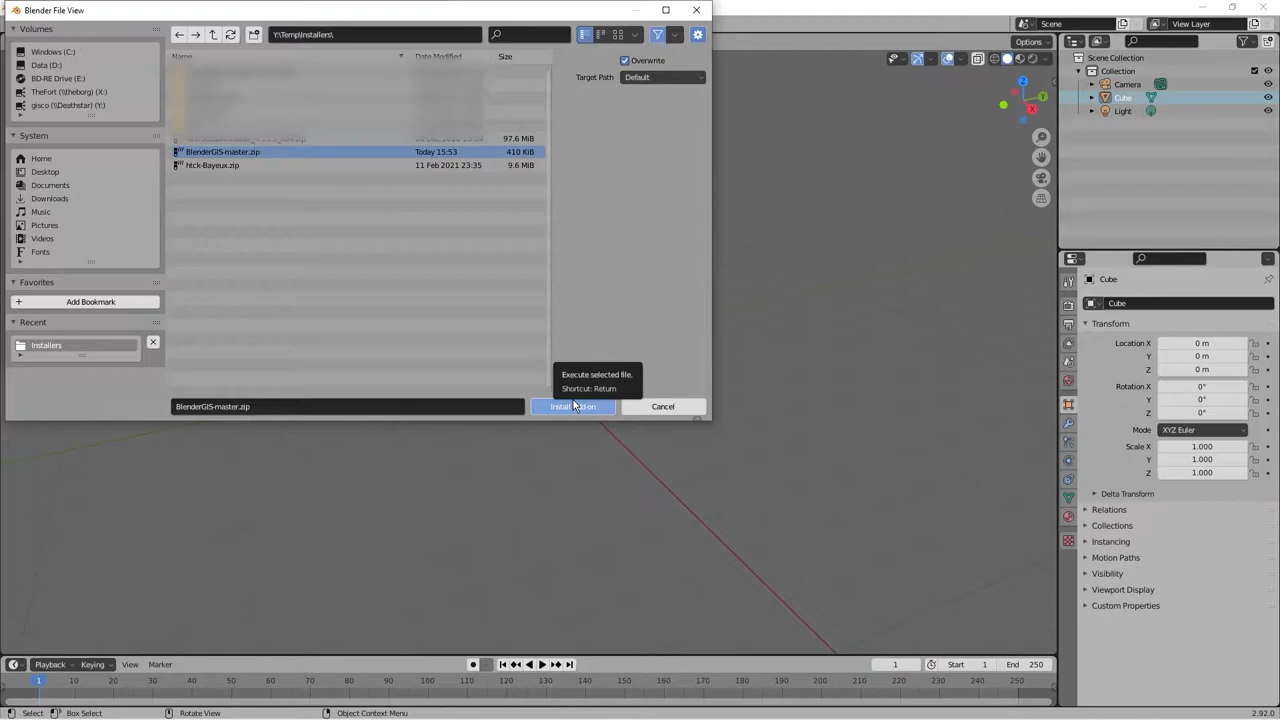 Blender File View
Volumes
Windows (C:)
Data (D:)
BD-RE Drive (E:)
TheFort (\\theborg) (X:)
gisco (\\Deathstar) (Y:)
System
Home
Desktop
Documents
Downloads
Music
Pictures
Videos
Fonts
Favorites
Add Bookmark
Recent
Installers
Y:\Temp\Installers\
Name
Date Modified
Size
97.6 MiB
BlenderGIS-master.zip
Today 15:53
410 KiB
htck-Bayeux.zip
11 Feb 2021 23:35
9.6 MiB
Overwrite
Target Path
Default
Execute selected file.
Shortcut: Return
BlenderGIS-master.zip
Cancel
Scene
View Layer
Options
X
Y
Z
Scene Collection
Collection
Camera
Cube
Light
Cube
Cube
Transform
Location X
0 m
Y
0 m
Z
0 m
Rotation X
0°
Y
0°
Z
0°
Mode
XYZ Euler
Scale X
1.000
Y
1.000
Z
1.000
Delta Transform
Relations
Collections
Instancing
Motion Paths
Visibility
Viewport Display
Custom Properties
Playback
Keying
View
Marker
1
Start
1
End
250
1
10
20
30
40
50
60
70
80
90
100
110
120
130
140
150
160
170
180
190
200
210
220
230
240
250
Select
Box Select
Rotate View
Object Context Menu
2.92.0